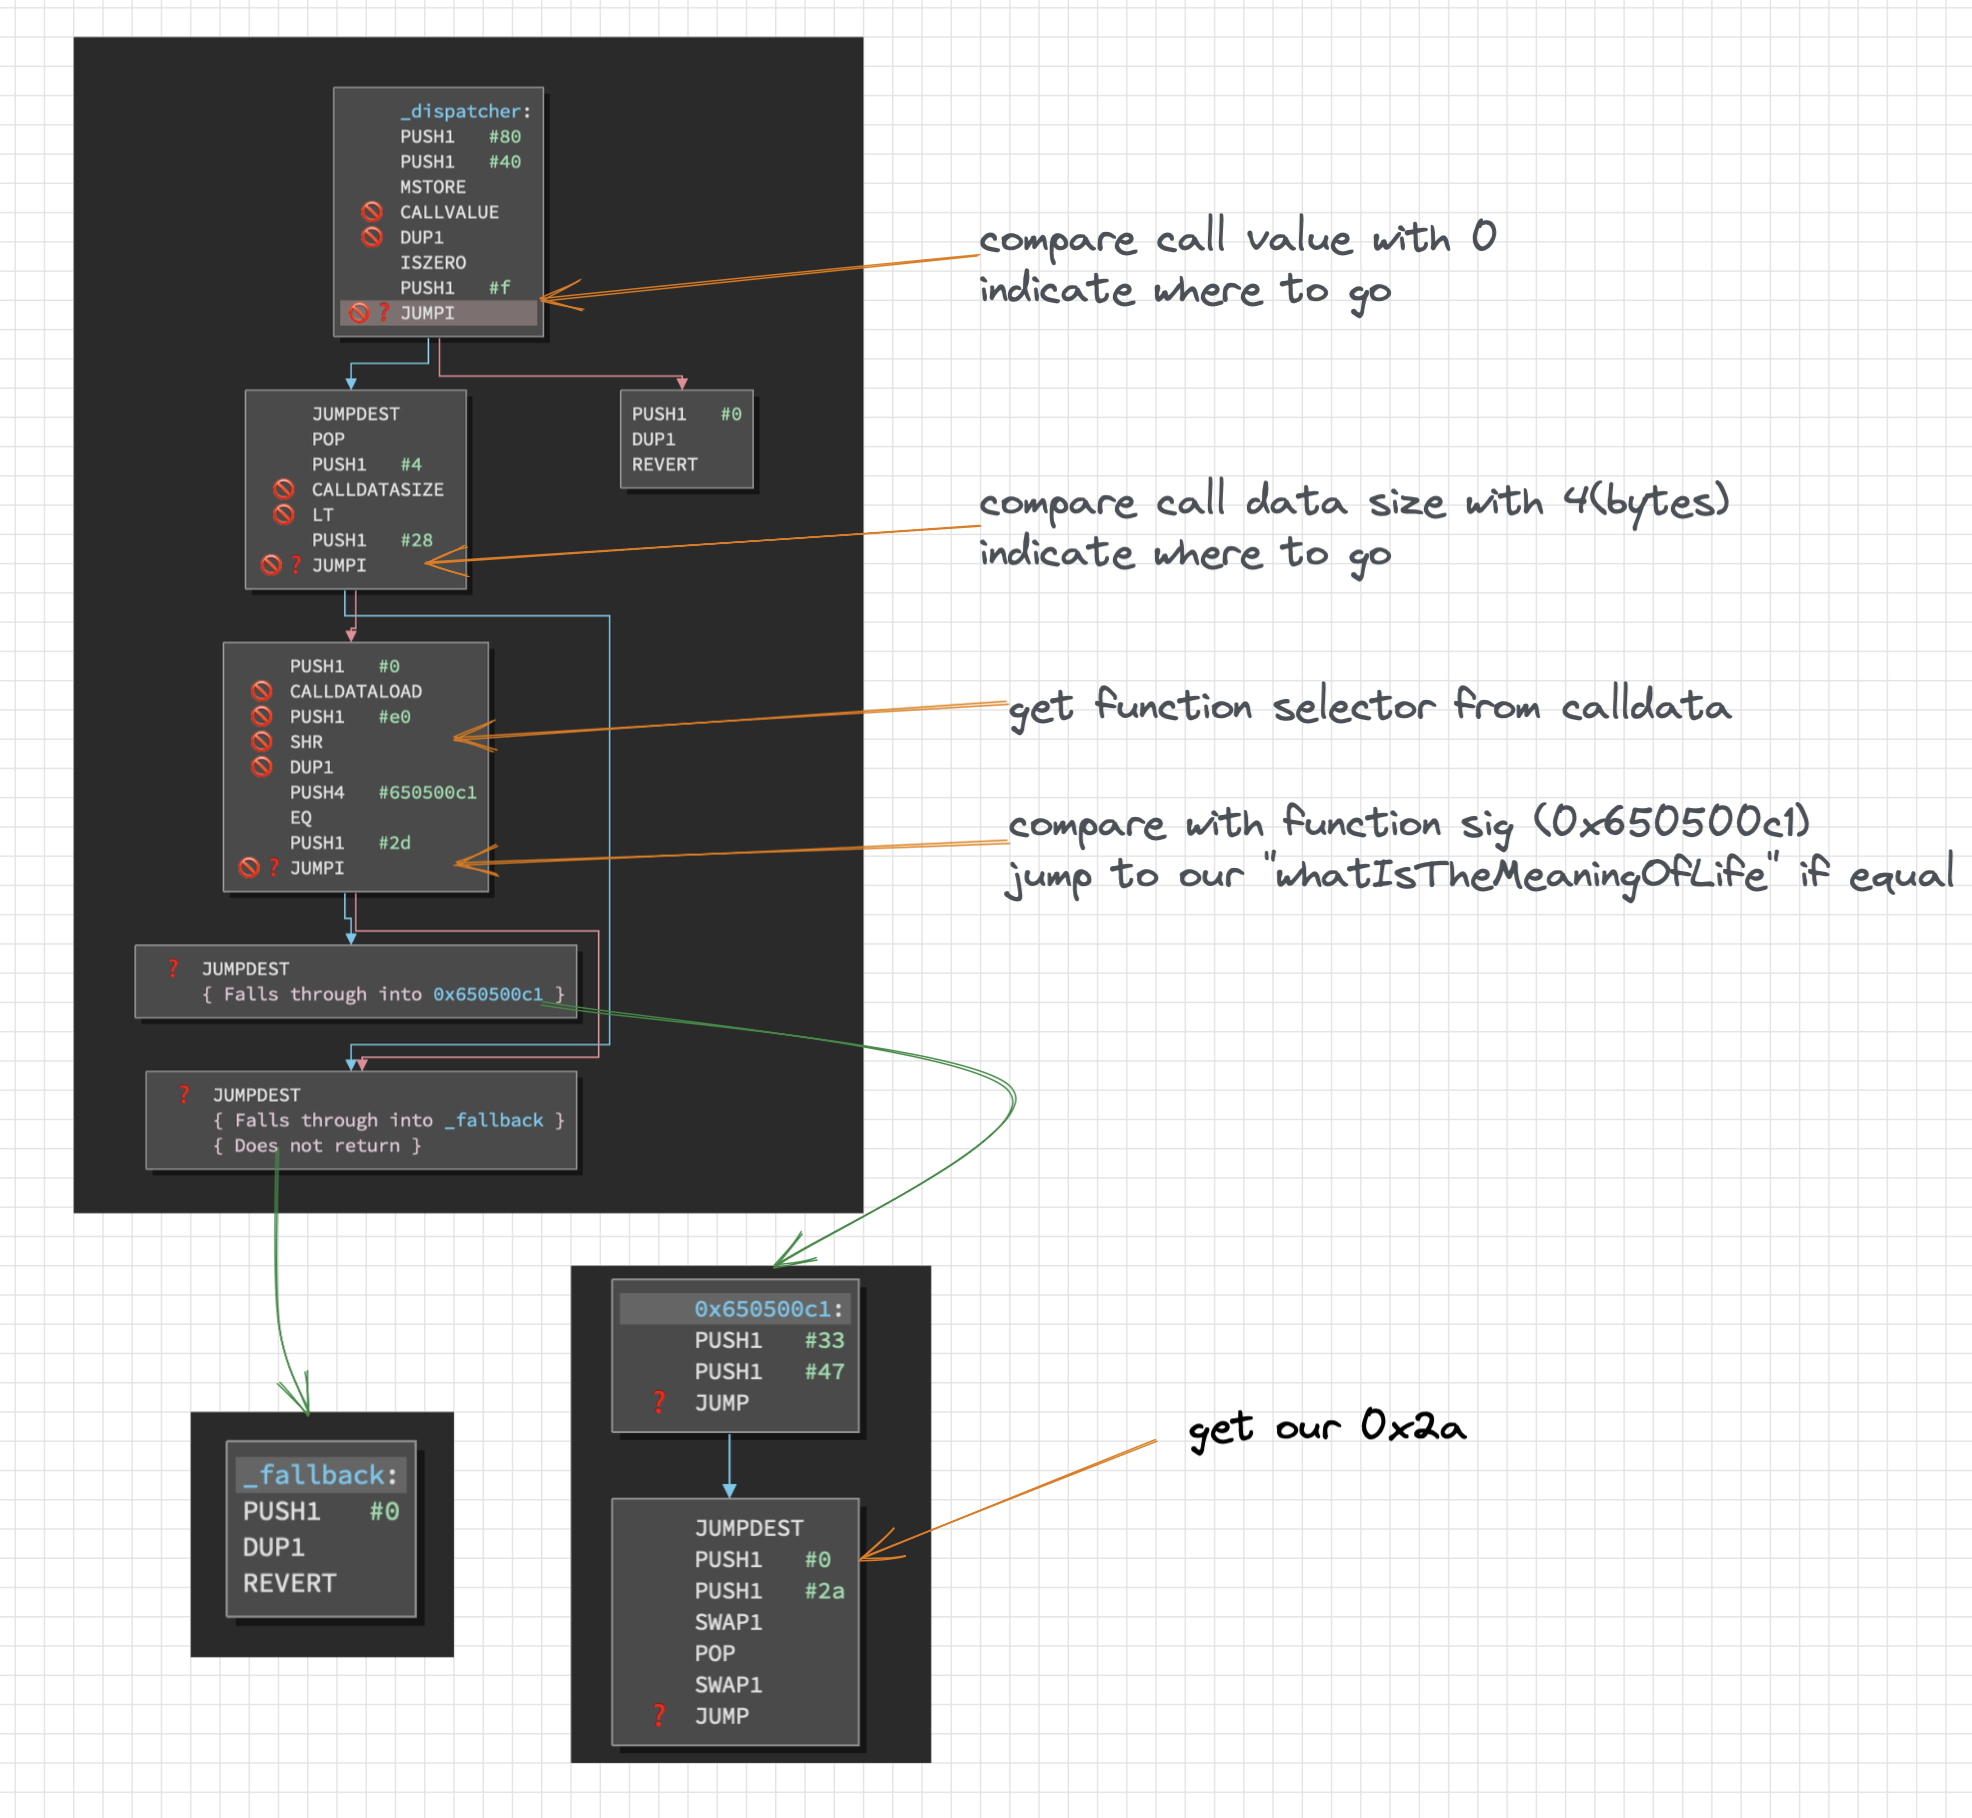 _dispatcher:
PUSH1 #80
PUSH1 #40
MSTORE
CALLVALUE
DUP1
ISZERO
PUSH1 #f
? JUMPI
compare call value with 0
indicate where to go
JUMPDEST
POP
PUSH1 #4
CALLDATASIZE
LT
PUSH1 #28
? JUMPI
PUSH1 #0
DUP1
REVERT
compare call data size with 4(bytes)
indicate where to go
PUSH1 #0
CALLDATALOAD
PUSH1 #e0
SHR
DUP1
PUSH4 #650500c1
EQ
PUSH1 #2d
? JUMPI
get function selector from calldata
compare with function sig (0x650500c1)
jump to our "whatIsTheMeaningOfLife" if equal
? JUMPDEST
{ Falls through into 0x650500c1 }
? JUMPDEST
{ Falls through into _fallback }
{ Does not return }
_fallback:
PUSH1 #0
DUP1
REVERT
0x650500c1:
PUSH1 #33
PUSH1 #47
? JUMP
JUMPDEST
PUSH1 #0
PUSH1 #2a
SWAP1
POP
SWAP1
? JUMP
get our 0x2a